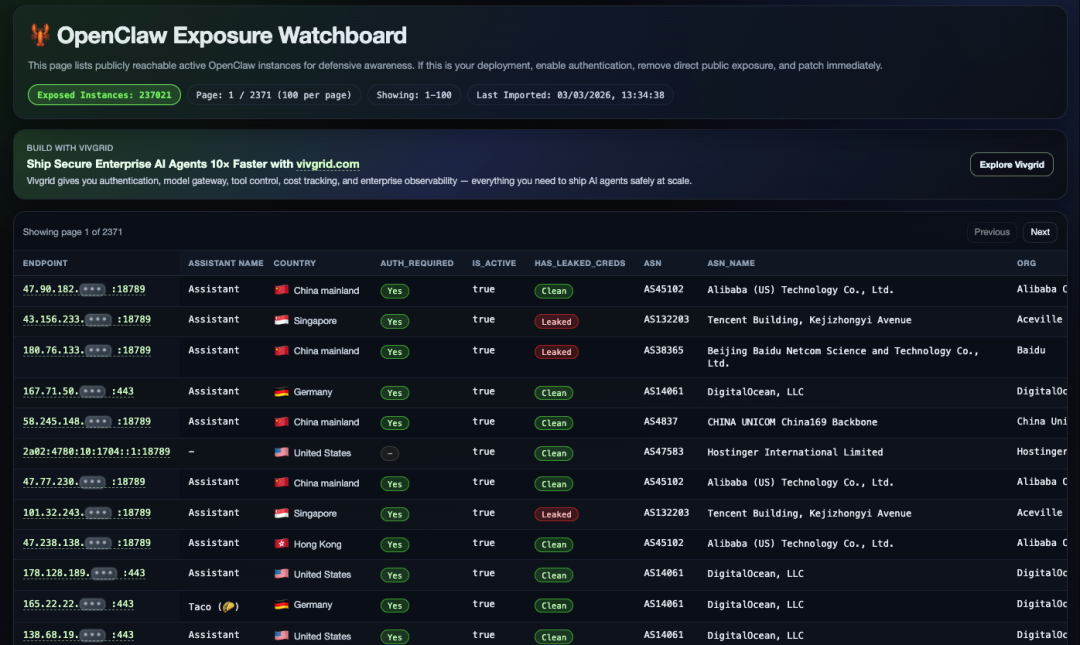 OpenClaw Exposure Watchboard
This page lists publicly reachable active OpenClaw instances for defensive awareness. If this is your deployment, enable authentication, remove direct public exposure, and patch immediately.
Exposed Instances: 237021 Page: 1 / 2371 (100 per page) Showing: 1–100 Last Imported: 03/03/2026, 13:34:38
BUILD WITH VIVGRID
Ship Secure Enterprise AI Agents 10× Faster with vivgrid.com
Vivgrid gives you authentication, model gateway, tool control, cost tracking, and enterprise observability — everything you need to ship AI agents safely at scale.
Explore Vivgrid
Showing page 1 of 2371 Previous Next
ENDPOINT ASSISTANT NAME COUNTRY AUTH_REQUIRED IS_ACTIVE HAS_LEAKED_CREDS ASN ASN_NAME ORG
47.90.182.••• :18789 Assistant China mainland Yes true Clean AS45102 Alibaba (US) Technology Co., Ltd. Alibaba C
43.156.233.••• :18789 Assistant Singapore Yes true Leaked AS132203 Tencent Building, Kejizhongyi Avenue Aceville
180.76.133.••• :18789 Assistant China mainland Yes true Leaked AS38365 Beijing Baidu Netcom Science and Technology Co., Baidu
Ltd.
167.71.50.••• :443 Assistant Germany Yes true Clean AS14061 DigitalOcean, LLC DigitalOc
58.245.148.••• :18789 Assistant China mainland Yes true Clean AS4837 CHINA UNICOM China169 Backbone China Uni
2a02:4780:10:1704::1:18789 – United States – true Clean AS47583 Hostinger International Limited Hostinger
47.77.230.••• :18789 Assistant China mainland Yes true Clean AS45102 Alibaba (US) Technology Co., Ltd. Alibaba C
101.32.243.••• :18789 Assistant Singapore Yes true Leaked AS132203 Tencent Building, Kejizhongyi Avenue Aceville
47.238.138.••• :18789 Assistant Hong Kong Yes true Clean AS45102 Alibaba (US) Technology Co., Ltd. Alibaba C
178.128.189.••• :443 Assistant United States Yes true Clean AS14061 DigitalOcean, LLC DigitalOc
165.22.22.••• :443 Taco (🌮) Germany Yes true Clean AS14061 DigitalOcean, LLC DigitalOc
138.68.19.••• :443 Assistant United States Yes true Clean AS14061 DigitalOcean, LLC DigitalOc